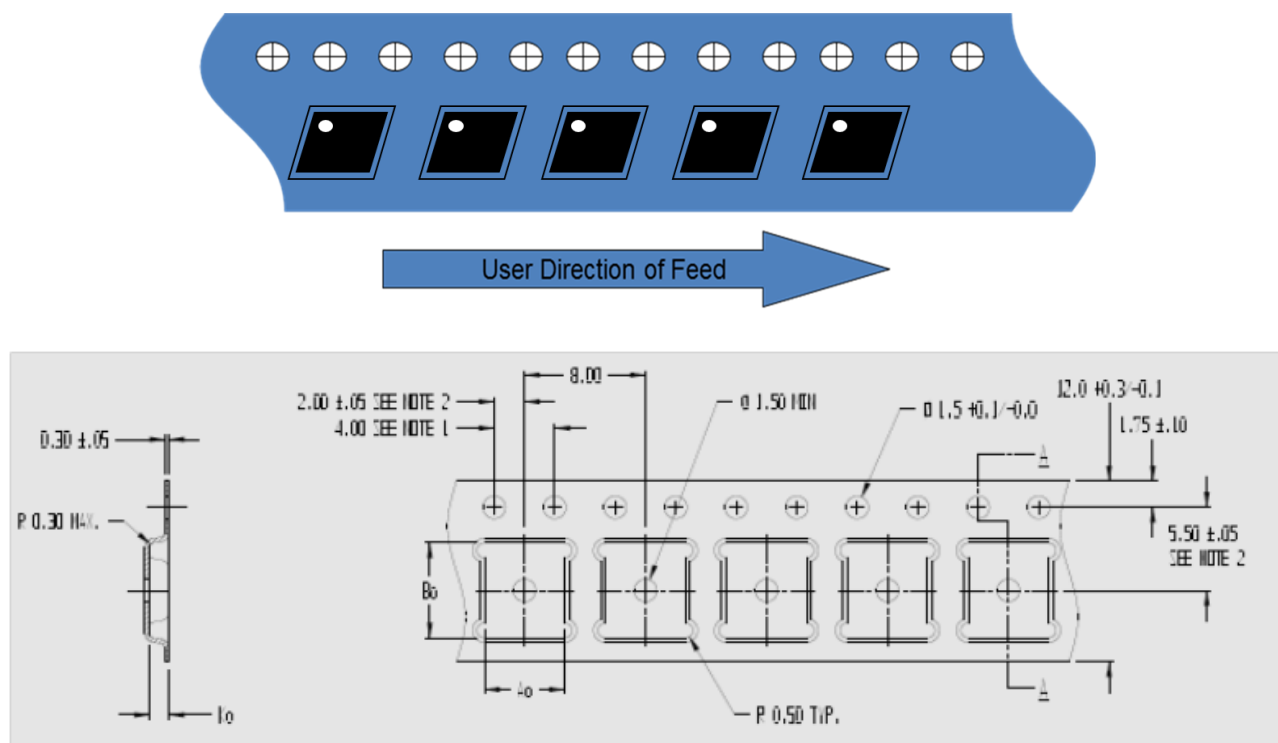 User Direction of Feed
8.00
2.00 ±.05 SEE NOTE 2
4.00 SEE NOTE 1
Ø 1.50 MIN
Ø 1.5 +0.1/-0.0
12.0 +0.3/-0.1
1.75 ±.10
0.30 ±.05
A
R 0.30 MAX.
5.50 ±.05
SEE NOTE 2
Bo
Ao
A
Ko
R 0.50 TYP.